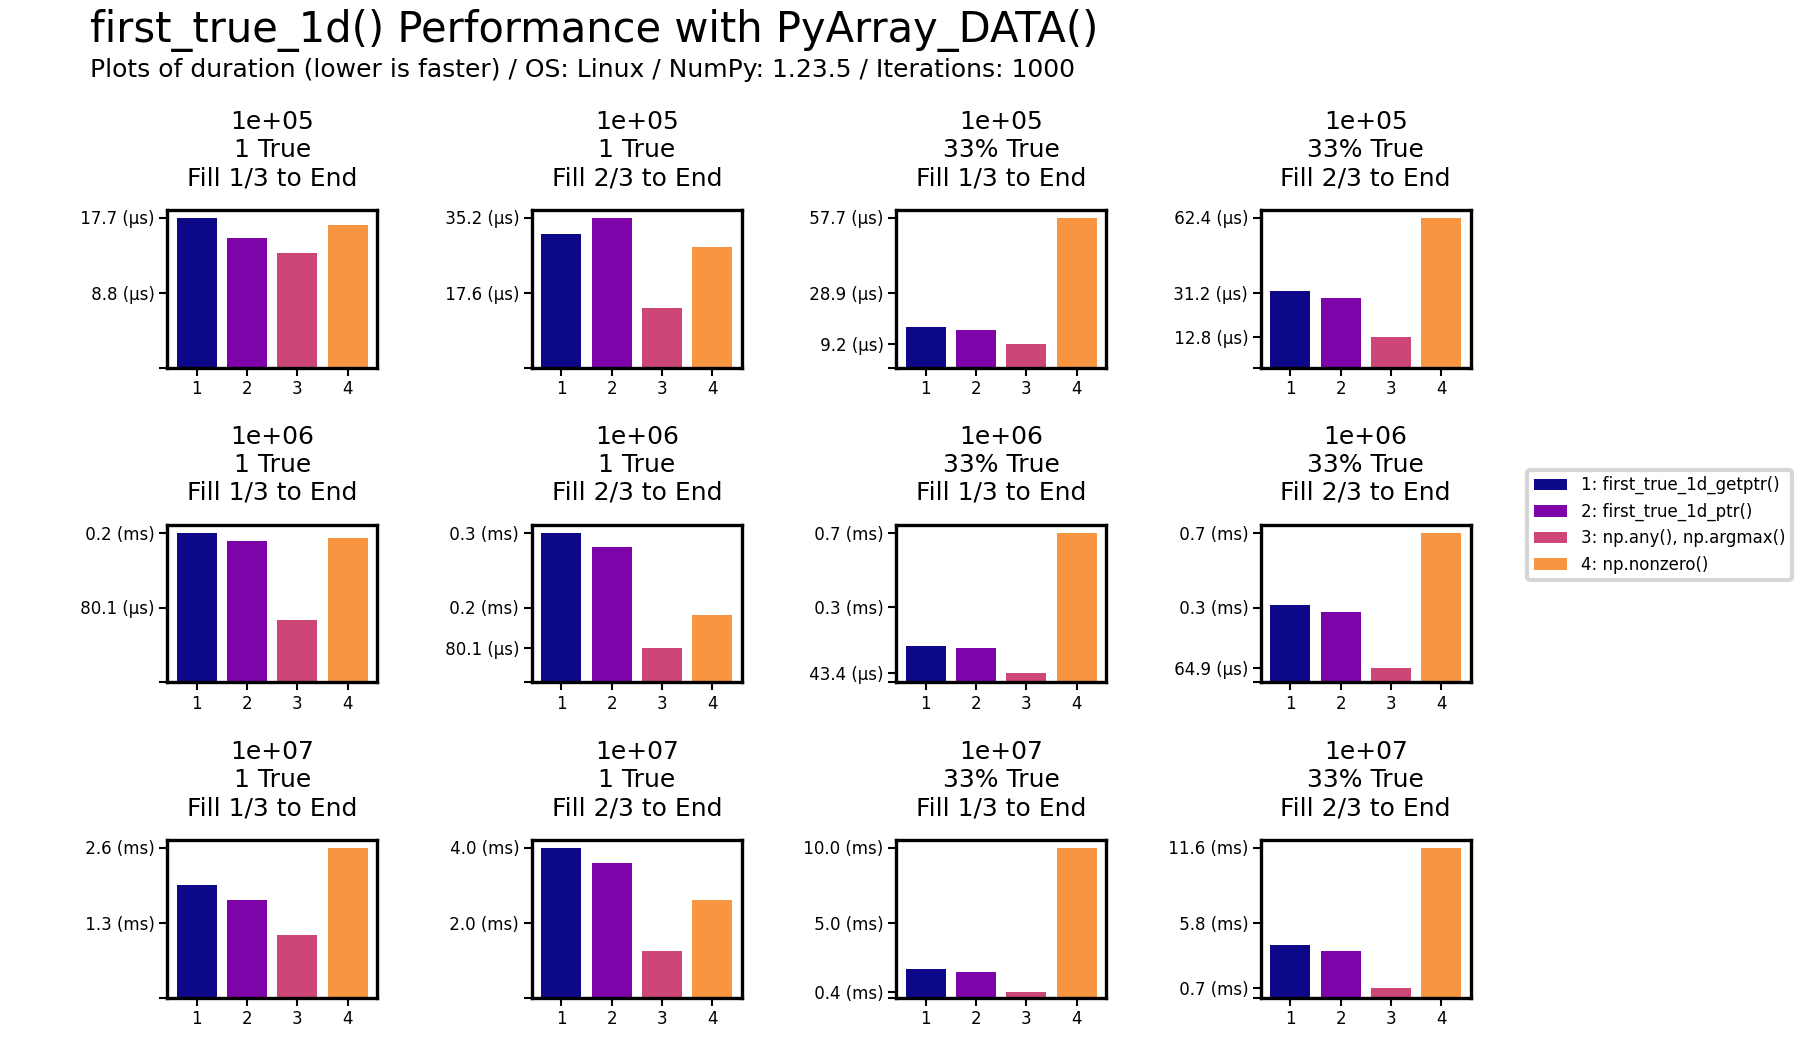 first_true_1d() Performance with PyArray_DATA()
Plots of duration (lower is faster) / OS: Linux / NumPy: 1.23.5 / Iterations: 1000
1e+05
1 True
Fill 1/3 to End
17.7 (µs)
8.8 (µs)
1 2 3 4
1e+05
1 True
Fill 2/3 to End
35.2 (µs)
17.6 (µs)
1 2 3 4
1e+05
33% True
Fill 1/3 to End
57.7 (µs)
28.9 (µs)
9.2 (µs)
1 2 3 4
1e+05
33% True
Fill 2/3 to End
62.4 (µs)
31.2 (µs)
12.8 (µs)
1 2 3 4
1e+06
1 True
Fill 1/3 to End
0.2 (ms)
80.1 (µs)
1 2 3 4
1e+06
1 True
Fill 2/3 to End
0.3 (ms)
0.2 (ms)
80.1 (µs)
1 2 3 4
1e+06
33% True
Fill 1/3 to End
0.7 (ms)
0.3 (ms)
43.4 (µs)
1 2 3 4
1e+06
33% True
Fill 2/3 to End
0.7 (ms)
0.3 (ms)
64.9 (µs)
1 2 3 4
1: first_true_1d_getptr()
2: first_true_1d_ptr()
3: np.any(), np.argmax()
4: np.nonzero()
1e+07
1 True
Fill 1/3 to End
2.6 (ms)
1.3 (ms)
1 2 3 4
1e+07
1 True
Fill 2/3 to End
4.0 (ms)
2.0 (ms)
1 2 3 4
1e+07
33% True
Fill 1/3 to End
10.0 (ms)
5.0 (ms)
0.4 (ms)
1 2 3 4
1e+07
33% True
Fill 2/3 to End
11.6 (ms)
5.8 (ms)
0.7 (ms)
1 2 3 4